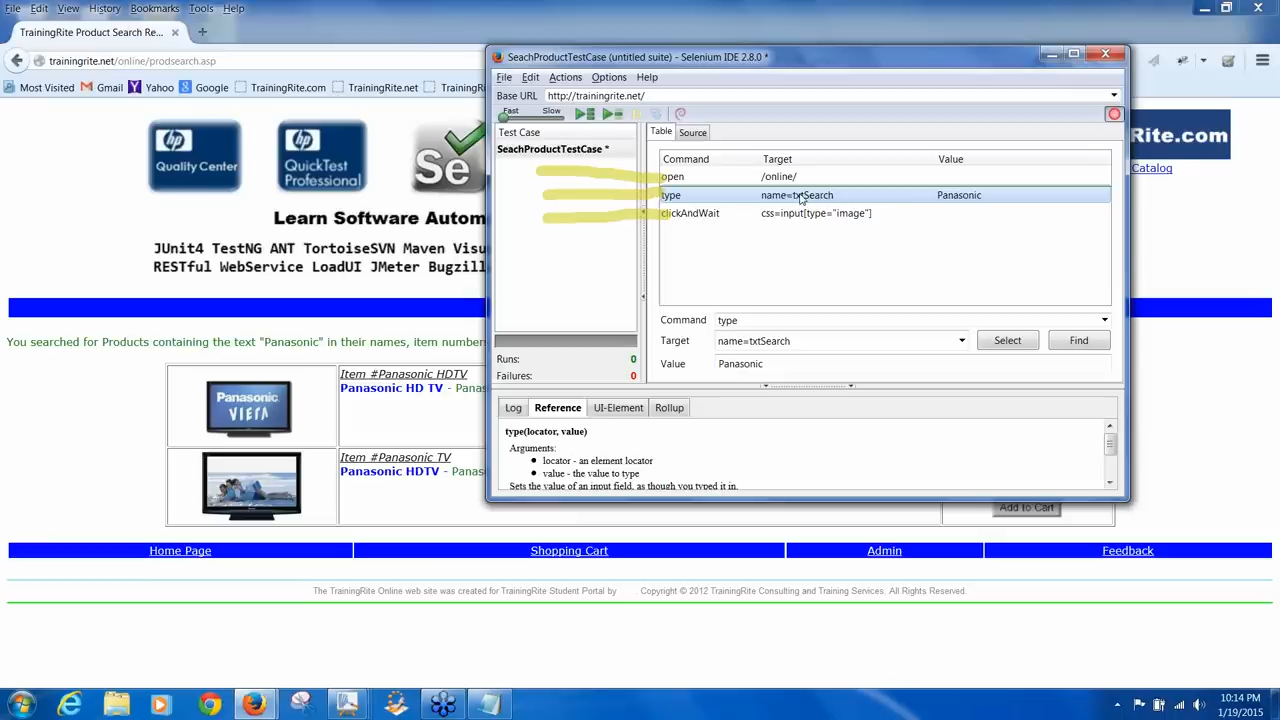 File Edit View History Bookmarks Tools Help
TrainingRite Product Search Re...
trainingrite.net/online/prodsearch.asp
Most Visited Gmail Yahoo Google TrainingRite.com TrainingRite.net
Rite.com
Catalog
hp Quality Center
hp QuickTest Professional
Se
Learn Software Autom
JUnit4 TestNG ANT TortoiseSVN Maven Visu
RESTful WebService LoadUI JMeter Bugzill
You searched for Products containing the text "Panasonic" in their names, item numbers
Panasonic VIERA
Item #Panasonic HDTV
Panasonic HD TV - Panas
Item #Panasonic TV
Panasonic HDTV - Panas
Add to Cart
Home Page Shopping Cart Admin Feedback
The TrainingRite Online web site was created for TrainingRite Student Portal by . Copyright © 2012 TrainingRite Consulting and Training Services. All Rights Reserved.
SeachProductTestCase (untitled suite) - Selenium IDE 2.8.0 *
File Edit Actions Options Help
Base URL http://trainingrite.net/
Fast Slow
Test Case
SeachProductTestCase *
Runs: 0
Failures: 0
Table Source
Command Target Value
open /online/
type name=txtSearch Panasonic
clickAndWait css=input[type="image"]
Command type
Target name=txtSearch Select Find
Value Panasonic
Log Reference UI-Element Rollup
type(locator, value)
Arguments:
locator - an element locator
value - the value to type
Sets the value of an input field, as though you typed it in.
10:14 PM
1/19/2015